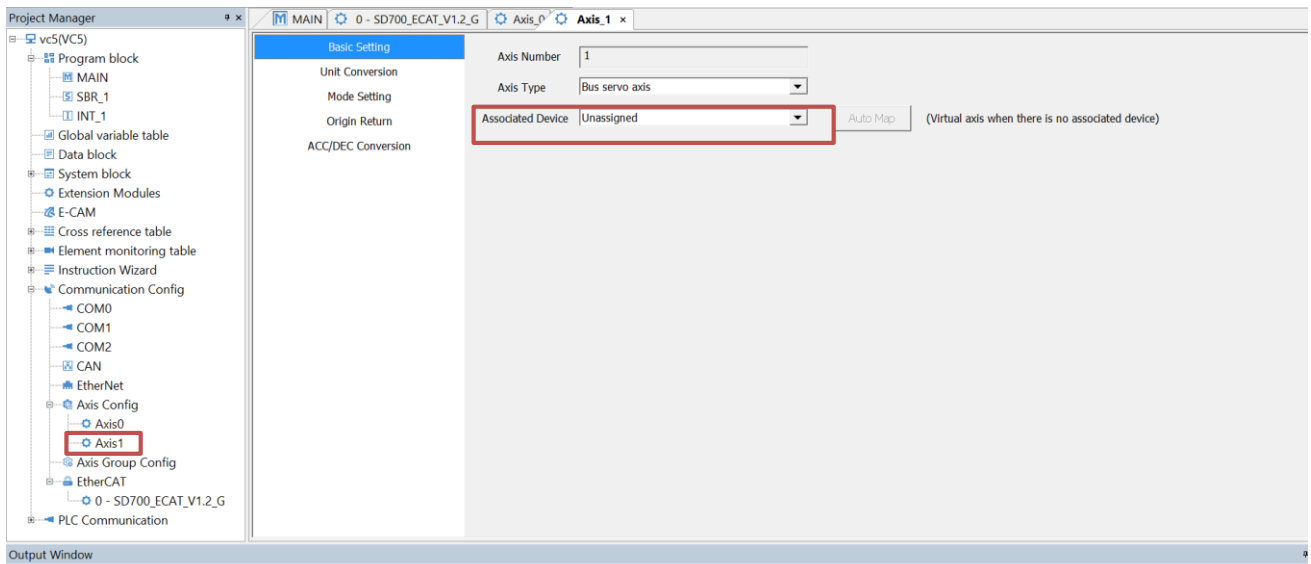 Project Manager
MAIN
0 - SD700_ECAT_V1.2_G
Axis_0
Axis_1
vc5(VC5)
Program block
MAIN
SBR_1
INT_1
Global variable table
Data block
System block
Extension Modules
E-CAM
Cross reference table
Element monitoring table
Instruction Wizard
Communication Config
COM0
COM1
COM2
CAN
EtherNet
Axis Config
Axis0
Axis1
Axis Group Config
EtherCAT
0 - SD700_ECAT_V1.2_G
PLC Communication
Basic Setting
Unit Conversion
Mode Setting
Origin Return
ACC/DEC Conversion
Axis Number 1
Axis Type Bus servo axis
Associated Device Unassigned Auto Map (Virtual axis when there is no associated device)
Output Window